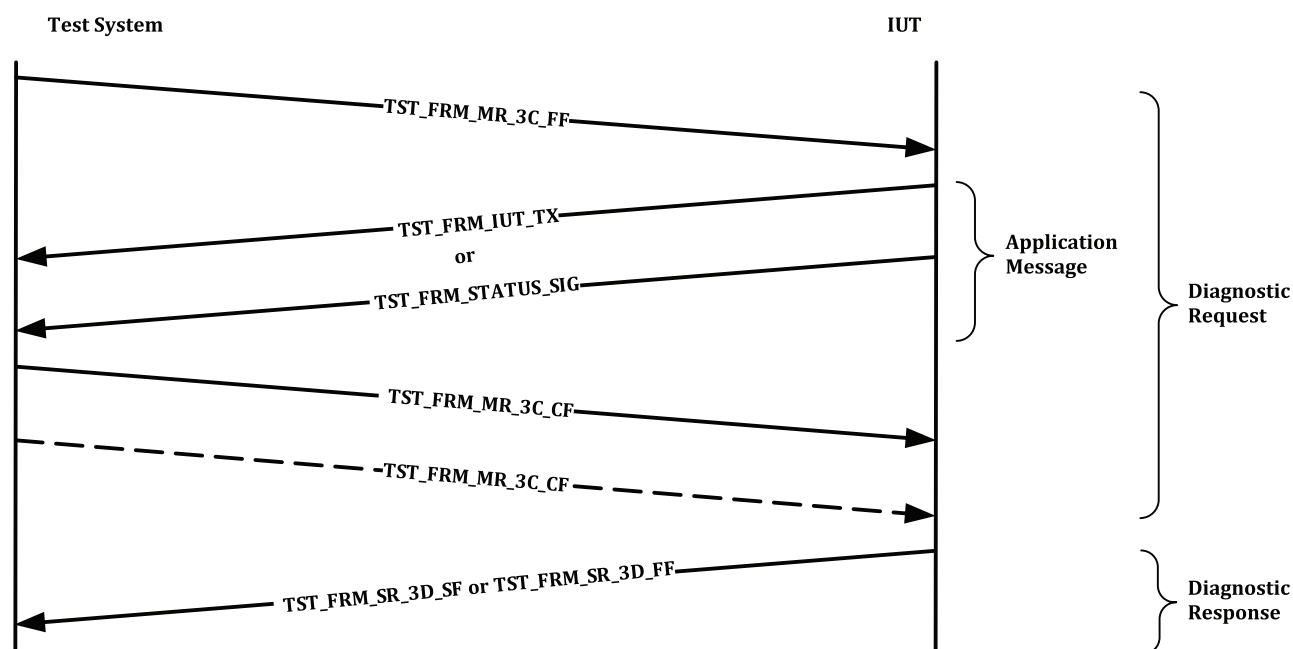 Test System
IUT
TST_FRM_MR_3C_FF
TST_FRM_IUT_TX
or
TST_FRM_STATUS_SIG
Application
Message
Diagnostic
Request
TST_FRM_MR_3C_CF
TST_FRM_MR_3C_CF
TST_FRM_SR_3D_SF or TST_FRM_SR_3D_FF
Diagnostic
Response